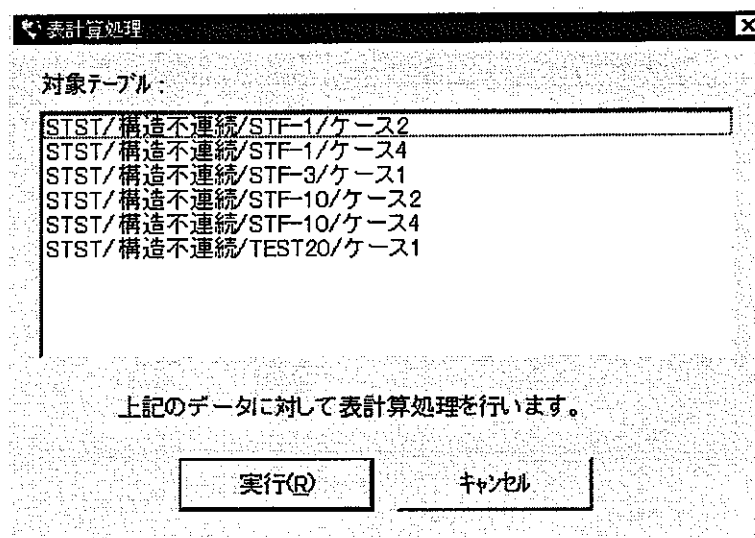 表計算処理
対象テーブル :
STST/構造不連続/STF-1/ケース2
STST/構造不連続/STF-1/ケース4
STST/構造不連続/STF-3/ケース1
STST/構造不連続/STF-10/ケース2
STST/構造不連続/STF-10/ケース4
STST/構造不連続/TEST20/ケース1
上記のデータに対して表計算処理を行います。
実行(R)
キャンセル